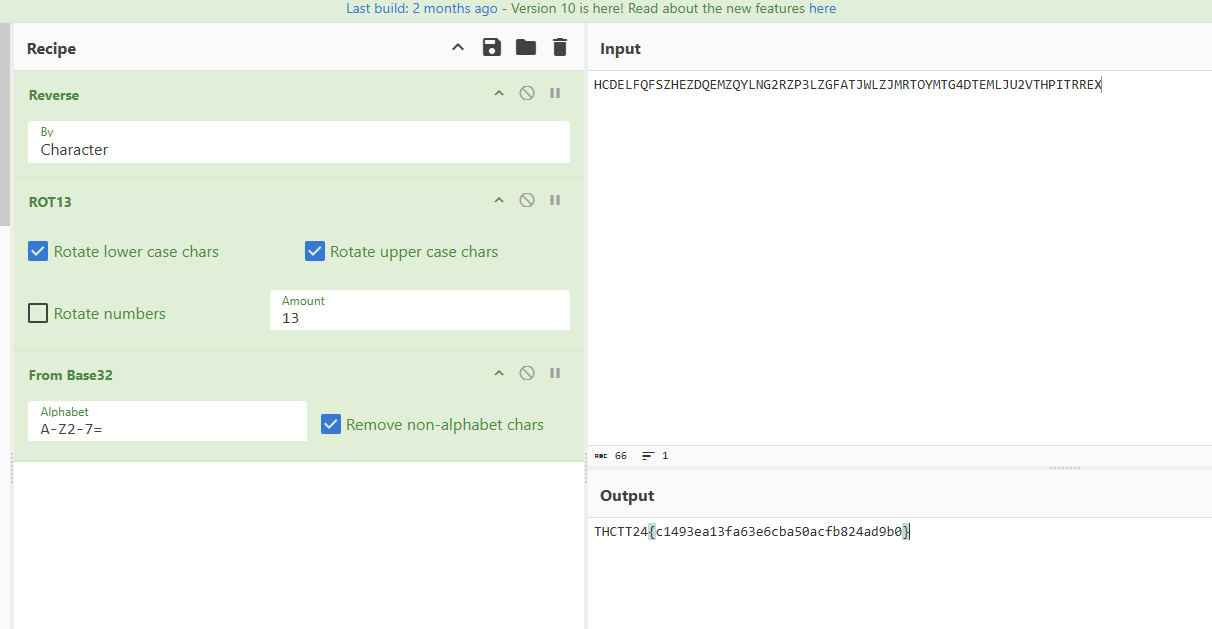 Last build: 2 months ago - Version 10 is here! Read about the new features here
Recipe
Reverse
By
Character
ROT13
Rotate lower case chars
Rotate upper case chars
Rotate numbers
Amount
13
From Base32
Alphabet
A-Z2-7=
Remove non-alphabet chars
Input
HCDELFQFSZHEZDQEMZQYLNG2RZP3LZGFATJWLZJMRTOYMTG4DTEMLJU2VTHPITRREX
ABC 66 1
Output
THCTT24{c1493ea13fa63e6cba50acfb824ad9b0}